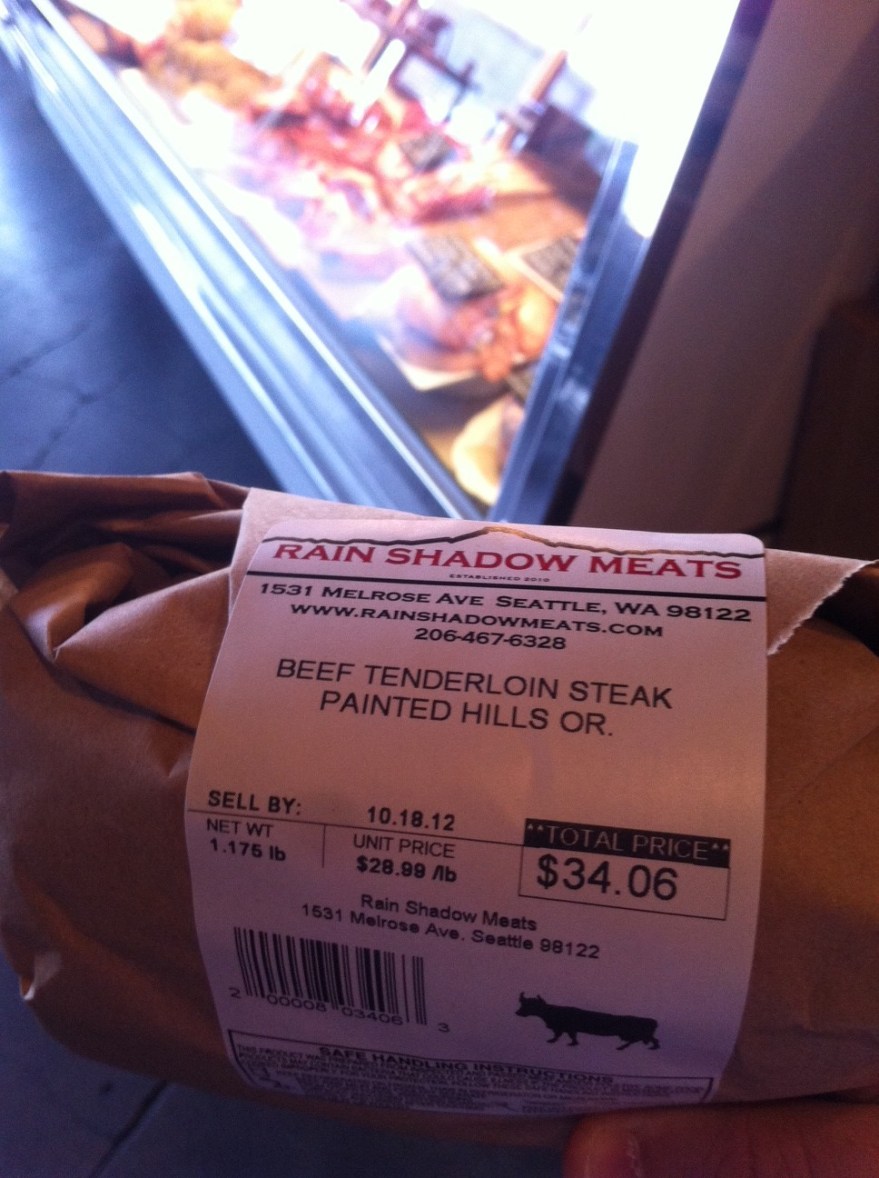 RAIN SHADOW MEATS
ESTABLISHED 2010
1531 MELROSE AVE SEATTLE, WA 98122
WWW.RAINSHADOWMEATS.COM
206-467-6328
BEEF TENDERLOIN STEAK
PAINTED HILLS OR.
SELL BY: 10.18.12
NET WT UNIT PRICE **TOTAL PRICE**
1.175 lb $28.99 /lb $34.06
Rain Shadow Meats
1531 Melrose Ave. Seattle 98122
2 00008 03406 3
SAFE HANDLING INSTRUCTIONS